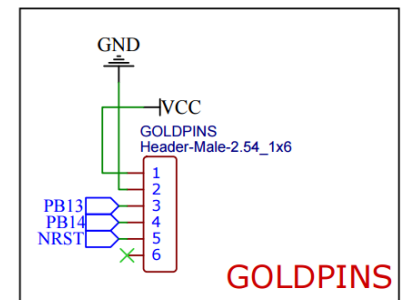 GND
VCC
GOLDPINS
Header-Male-2.54_1x6
1
2
PB13 3
PB14 4
NRST 5
6
GOLDPINS